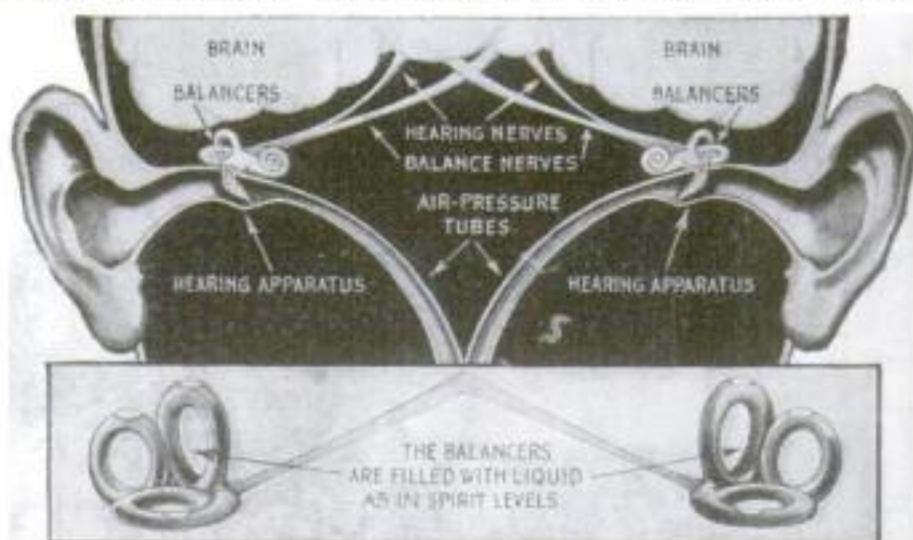 BRAIN
BRAIN
BALANCERS
BALANCERS
HEARING NERVES
BALANCE NERVES
AIR-PRESSURE
TUBES
HEARING APPARATUS
HEARING APPARATUS
THE BALANCERS
ARE FILLED WITH LIQUID
AS IN SPIRIT LEVELS